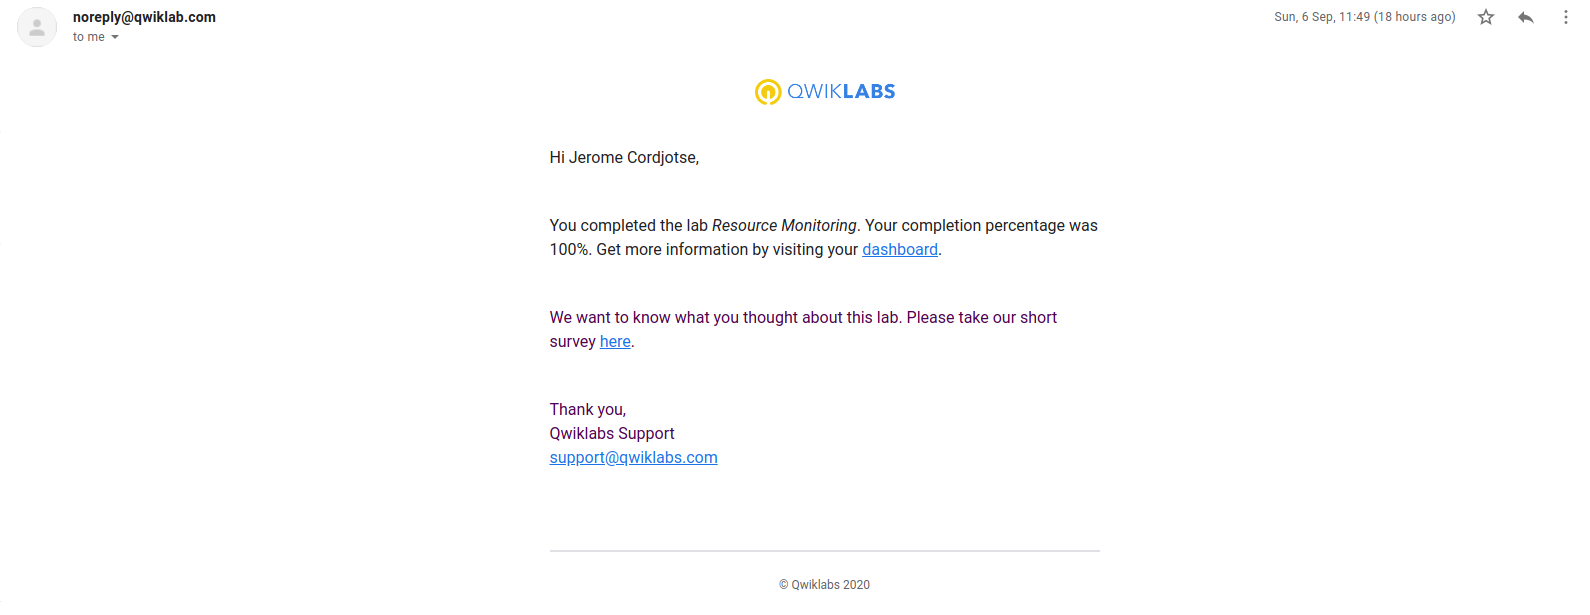 noreply@qwiklab.com
Sun, 6 Sep, 11:49 (18 hours ago)
to me
QWIKLABS
Hi Jerome Cordjotse,
You completed the lab Resource Monitoring. Your completion percentage was
100%. Get more information by visiting your dashboard.
We want to know what you thought about this lab. Please take our short
survey here.
Thank you,
Qwiklabs Support
support@qwiklabs.com
© Qwiklabs 2020